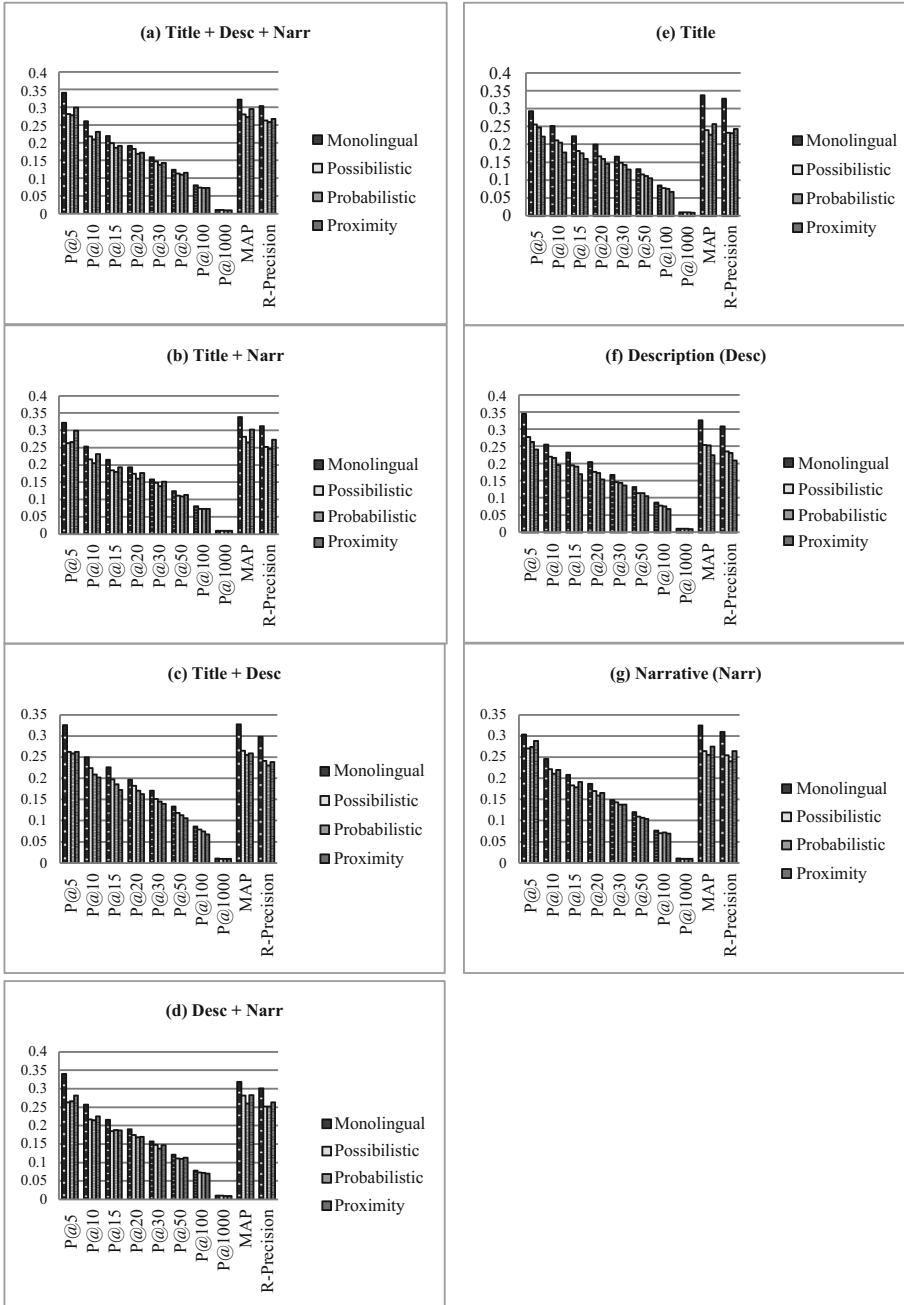 (a) Title + Desc + Narr
0.4
0.35
0.3
0.25
0.2
0.15
0.1
0.05
0
P@5
P@10
P@15
P@20
P@30
P@50
P@100
P@1000
MAP
R-Precision
Monolingual
Possibilistic
Probabilistic
Proximity
(e) Title
0.4
0.35
0.3
0.25
0.2
0.15
0.1
0.05
0
P@5
P@10
P@15
P@20
P@30
P@50
P@100
P@1000
MAP
R-Precision
Monolingual
Possibilistic
Probabilistic
Proximity
(b) Title + Narr
0.4
0.35
0.3
0.25
0.2
0.15
0.1
0.05
0
P@5
P@10
P@15
P@20
P@30
P@50
P@100
P@1000
MAP
R-Precision
Monolingual
Possibilistic
Probabilistic
Proximity
(f) Description (Desc)
0.4
0.35
0.3
0.25
0.2
0.15
0.1
0.05
0
P@5
P@10
P@15
P@20
P@30
P@50
P@100
P@1000
MAP
R-Precision
Monolingual
Possibilistic
Probabilistic
Proximity
(c) Title + Desc
0.35
0.3
0.25
0.2
0.15
0.1
0.05
0
P@5
P@10
P@15
P@20
P@30
P@50
P@100
P@1000
MAP
R-Precision
Monolingual
Possibilistic
Probabilistic
Proximity
(g) Narrative (Narr)
0.35
0.3
0.25
0.2
0.15
0.1
0.05
0
P@5
P@10
P@15
P@20
P@30
P@50
P@100
P@1000
MAP
R-Precision
Monolingual
Possibilistic
Probabilistic
Proximity
(d) Desc + Narr
0.4
0.35
0.3
0.25
0.2
0.15
0.1
0.05
0
P@5
P@10
P@15
P@20
P@30
P@50
P@100
P@1000
MAP
R-Precision
Monolingual
Possibilistic
Probabilistic
Proximity